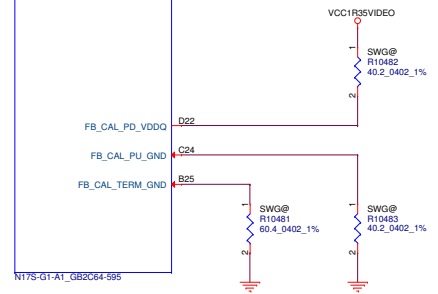 VCC1R35VIDEO
1
SWG@
R10482
40.2_0402_1%
2
FB_CAL_PD_VDDQ D22
FB_CAL_PU_GND C24
FB_CAL_TERM_GND B25
1
SWG@
R10481
60.4_0402_1%
2
1
SWG@
R10483
40.2_0402_1%
2
N17S-G1-A1_GB2C64-595